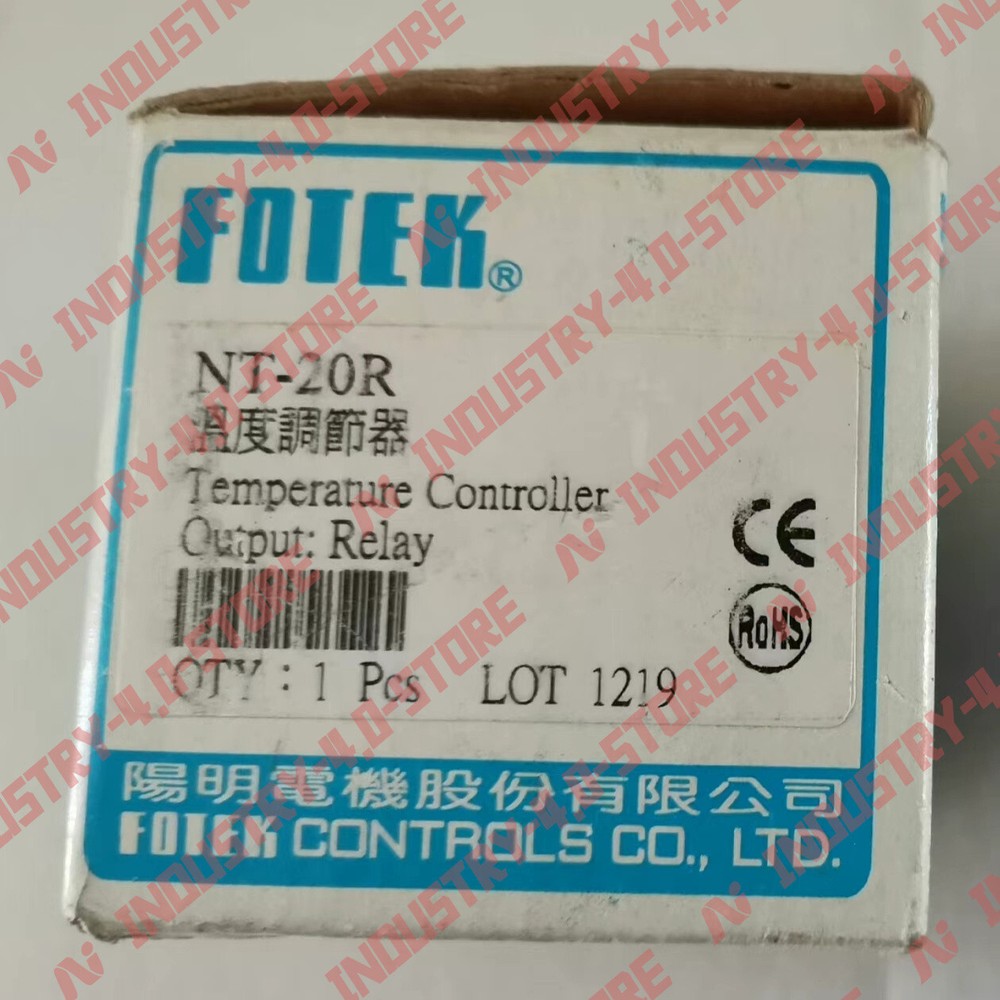 FOTEK®
NT-20R
溫度調節器
Temperature Controller
Output: Relay
CE
RoHS
QTY : 1 Pcs LOT 1219
陽明電機股份有限公司
FOTEK CONTROLS CO., LTD.
INDUSTRY-4.0-STORE